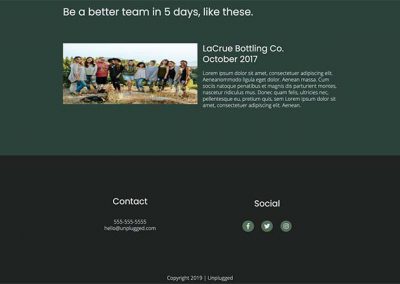 Be a better team in 5 days, like these.
LaCrue Bottling Co.
October 2017
Lorem ipsum dolor sit amet, consectetuer adipiscing elit.
Aeneanommodo ligula eget dolor. Aenean massa. Cum
sociis natoque penatibus et magnis dis parturient montes,
nascetur ridiculus mus. Donec quam felis, ultricies nec,
pellentesque eu, pretium quis, sem Lorem ipsum dolor sit
amet, consectetuer adipiscing elit. Aenean.
Contact
555-555-5555
hello@unplugged.com
Social
Copyright 2019 | Unplugged